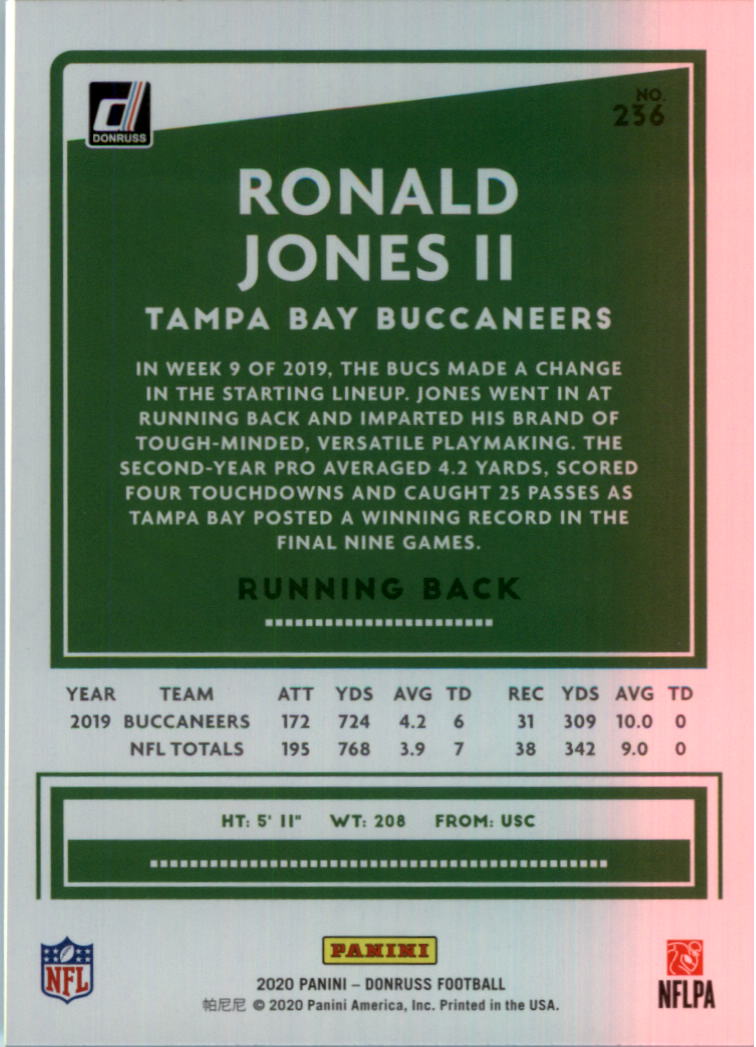 DONRUSS
NO.
236
RONALD
JONES II
TAMPA BAY BUCCANEERS
IN WEEK 9 OF 2019, THE BUCS MADE A CHANGE
IN THE STARTING LINEUP. JONES WENT IN AT
RUNNING BACK AND IMPARTED HIS BRAND OF
TOUGH-MINDED, VERSATILE PLAYMAKING. THE
SECOND-YEAR PRO AVERAGED 4.2 YARDS, SCORED
FOUR TOUCHDOWNS AND CAUGHT 25 PASSES AS
TAMPA BAY POSTED A WINNING RECORD IN THE
FINAL NINE GAMES.
RUNNING BACK
YEAR TEAM ATT YDS AVG TD REC YDS AVG TD
2019 BUCCANEERS 172 724 4.2 6 31 309 10.0 0
NFL TOTALS 195 768 3.9 7 38 342 9.0 0
HT: 5' 11" WT: 208 FROM: USC
NFL
PANINI
2020 PANINI – DONRUSS FOOTBALL
帕尼尼 © 2020 Panini America, Inc. Printed in the USA.
NFLPA